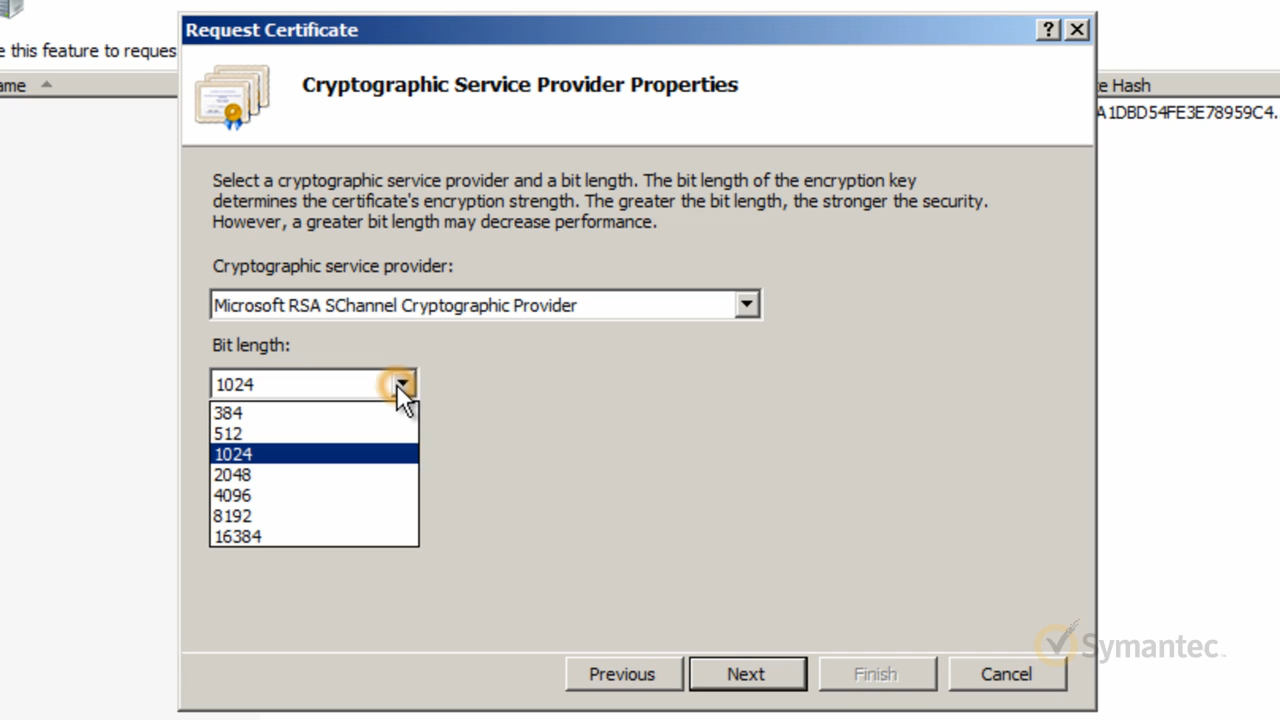 Request Certificate
e this feature to reques
Cryptographic Service Provider Properties
ame
te Hash
A1DBD54FE3E78959C4.
Select a cryptographic service provider and a bit length. The bit length of the encryption key
determines the certificate's encryption strength. The greater the bit length, the stronger the security.
However, a greater bit length may decrease performance.
Cryptographic service provider:
Microsoft RSA SChannel Cryptographic Provider
Bit length:
1024
384
512
1024
2048
4096
8192
16384
Symantec
Previous
Next
Finish
Cancel